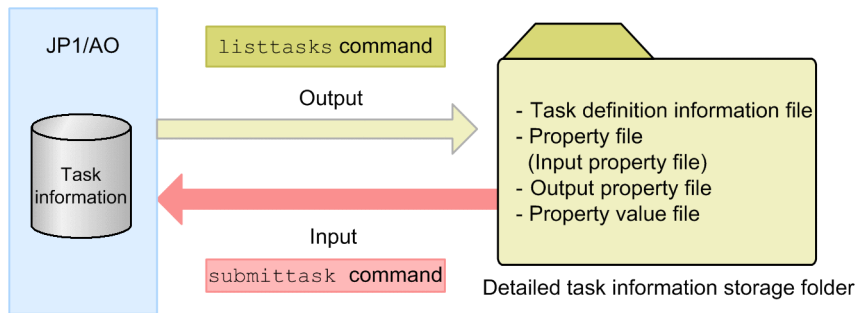 JP1/AO
Task
information
listtasks command
Output
Input
submittask command
- Task definition information file
- Property file
(Input property file)
- Output property file
- Property value file
Detailed task information storage folder